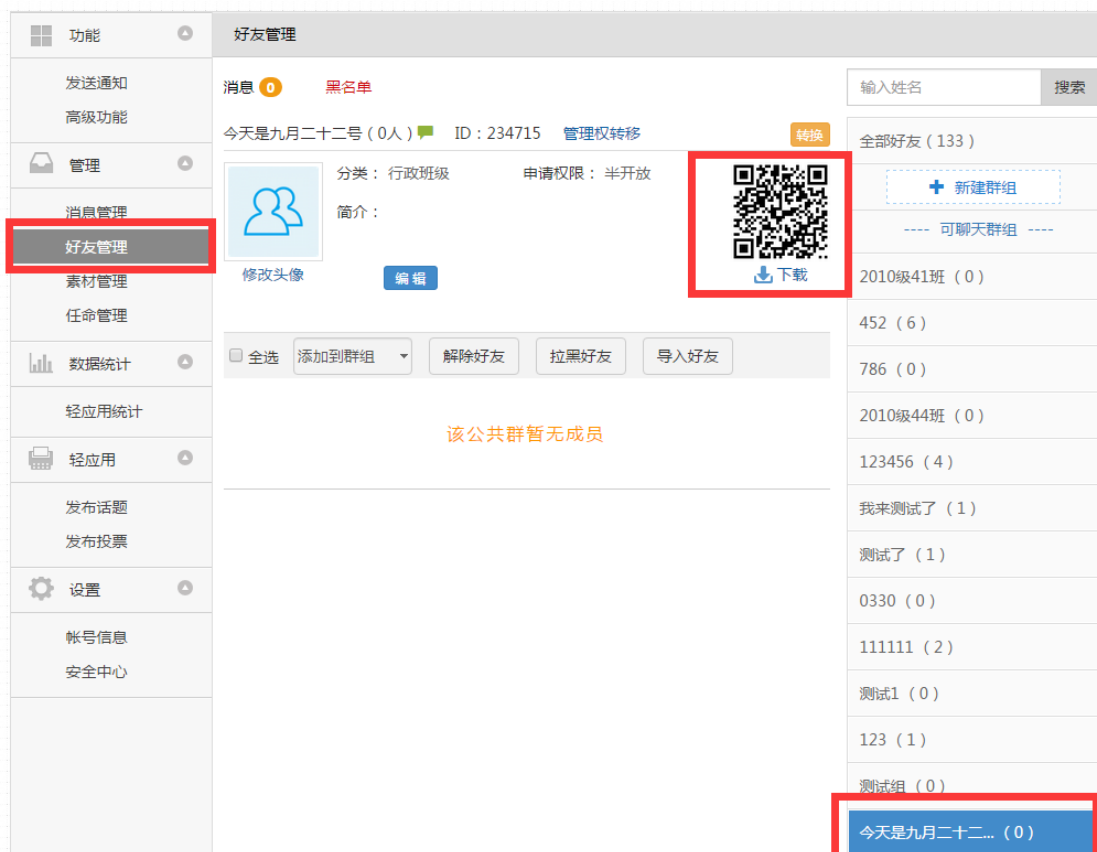 功能
发送通知
高级功能
管理
消息管理
好友管理
素材管理
任命管理
数据统计
轻应用统计
轻应用
发布话题
发布投票
设置
帐号信息
安全中心
好友管理
消息 0 黑名单
今天是九月二十二号(0人) ID:234715 管理权转移 转换
分类: 行政班级 申请权限: 半开放
简介:
修改头像 编辑 下载
全选 添加到群组 解除好友 拉黑好友 导入好友
该公共群暂无成员
输入姓名 搜索
全部好友(133)
新建群组
---- 可聊天群组 ----
2010级41班 (0)
452 (6)
786 (0)
2010级44班 (0)
123456 (4)
我来测试了 (1)
测试了 (1)
0330 (0)
111111 (2)
测试1 (0)
123 (1)
测试组 (0)
今天是九月二十二... (0)